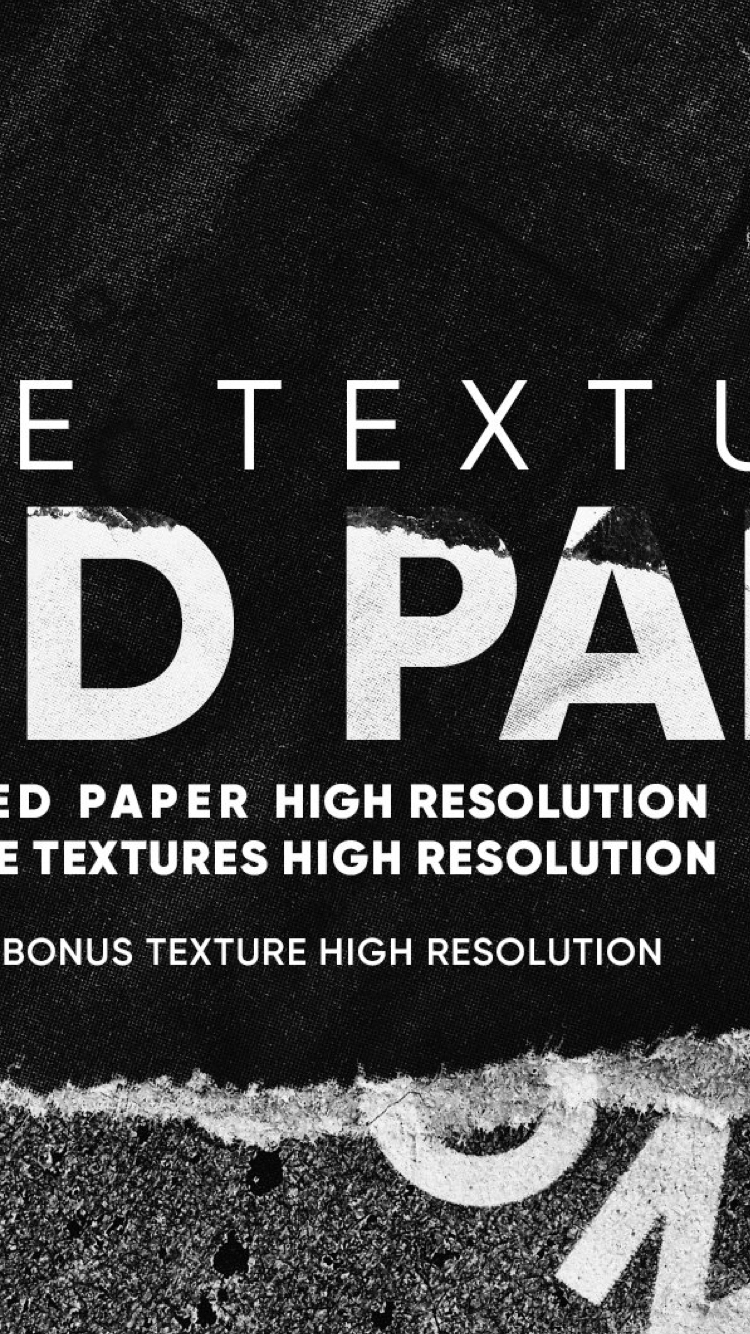 E TEXTU
D PA
ED PAPER HIGH RESOLUTION
E TEXTURES HIGH RESOLUTION
BONUS TEXTURE HIGH RESOLUTION